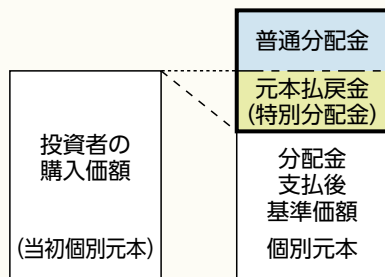 普通分配金
元本払戻金
(特別分配金)
投資者の
購入価額
(当初個別元本)
分配金
支払後
基準価額
個別元本